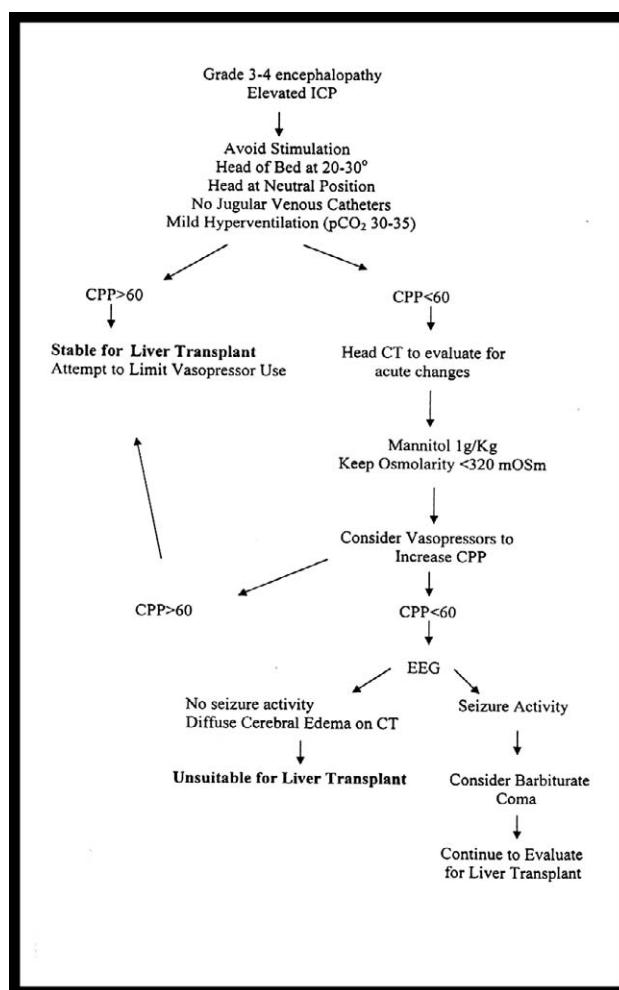 Grade 3-4 encephalopathy
Elevated ICP
Avoid Stimulation
Head of Bed at 20-30°
Head at Neutral Position
No Jugular Venous Catheters
Mild Hyperventilation (pCO₂ 30-35)
CPP>60
CPP<60
Stable for Liver Transplant
Attempt to Limit Vasopressor Use
Head CT to evaluate for
acute changes
Mannitol 1g/Kg
Keep Osmolarity <320 mOSm
Consider Vasopressors to
Increase CPP
CPP>60
CPP<60
EEG
No seizure activity
Diffuse Cerebral Edema on CT
Seizure Activity
Unsuitable for Liver Transplant
Consider Barbiturate
Coma
Continue to Evaluate
for Liver Transplant